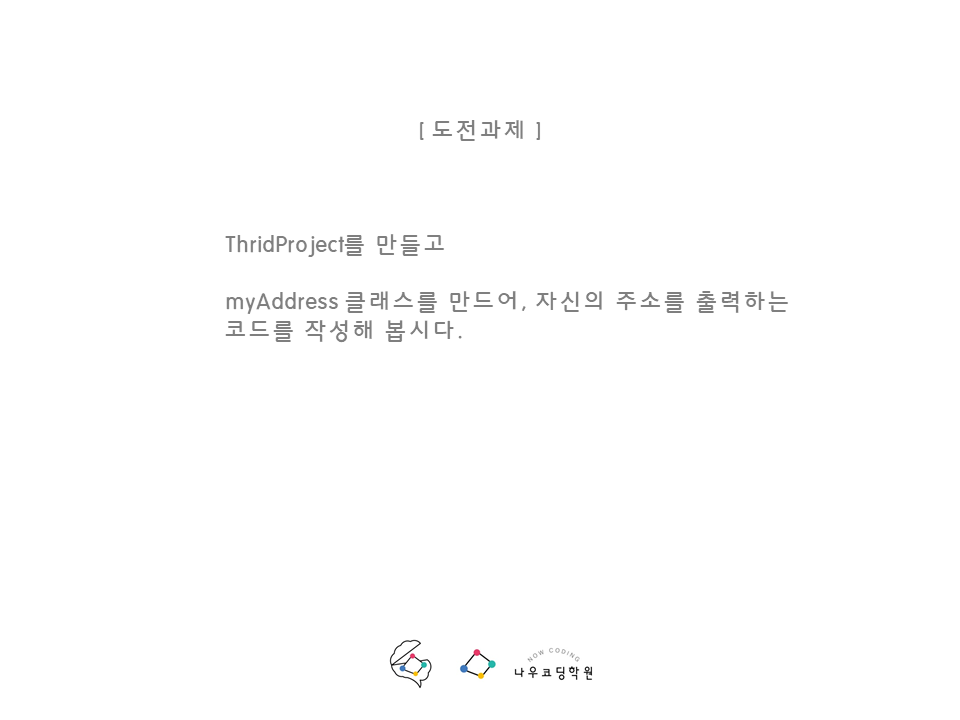 [ 도전과제 ]
ThridProject를 만들고
myAddress 클래스를 만드어, 자신의 주소를 출력하는
코드를 작성해 봅시다.
NOW CODING
나우코딩학원